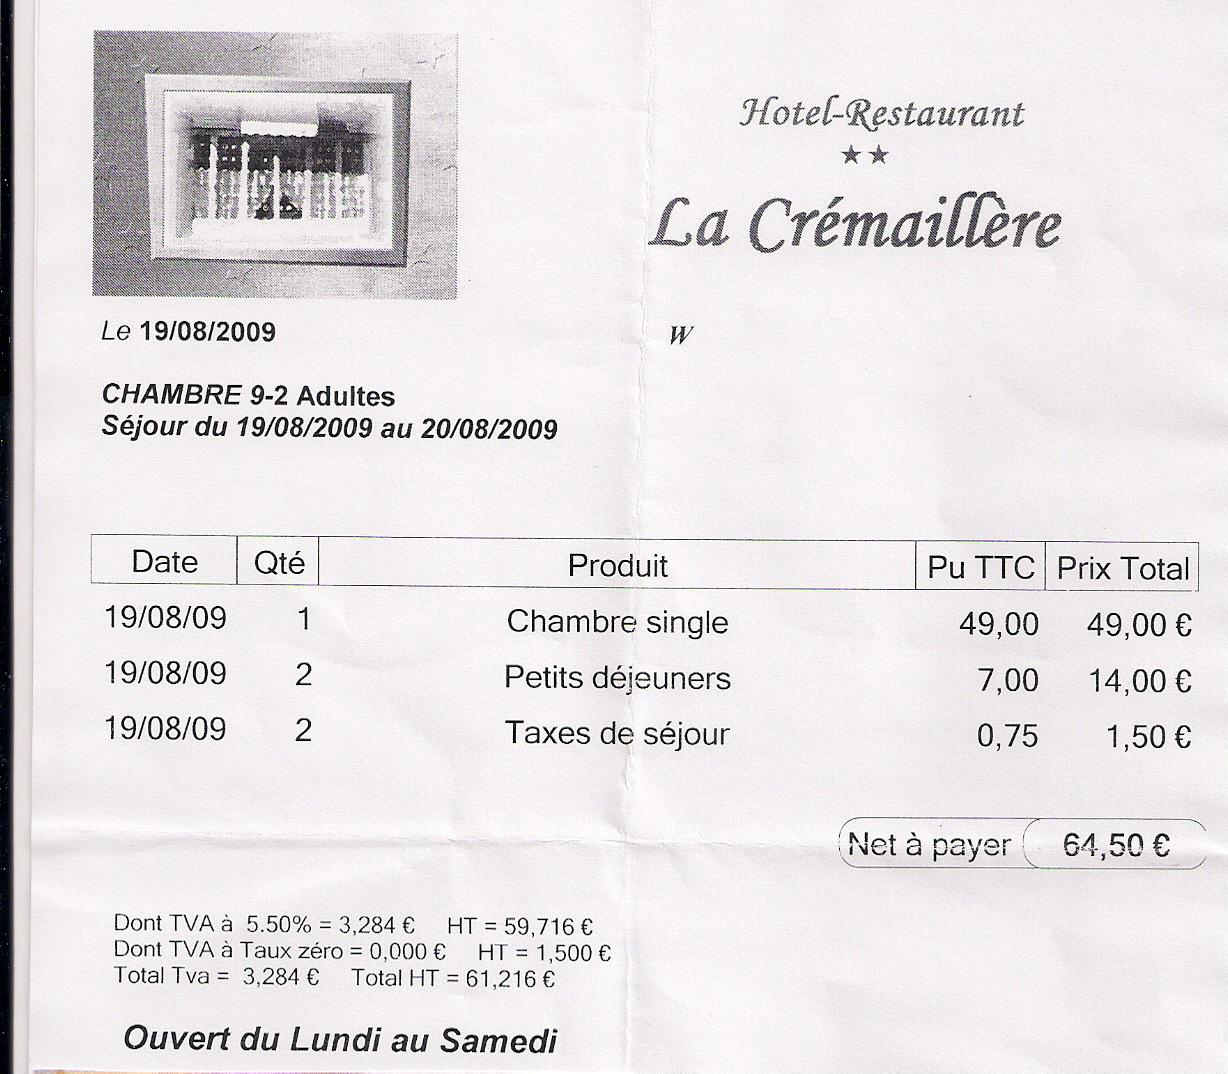 Hotel-Restaurant
★★
La Crémaillère
Le 19/08/2009
W
CHAMBRE 9-2 Adultes
Séjour du 19/08/2009 au 20/08/2009
Date Qté Produit Pu TTC Prix Total
19/08/09 1 Chambre single 49,00 49,00 €
19/08/09 2 Petits déjeuners 7,00 14,00 €
19/08/09 2 Taxes de séjour 0,75 1,50 €
Net à payer 64,50 €
Dont TVA à 5.50% = 3,284 € HT = 59,716 €
Dont TVA à Taux zéro = 0,000 € HT = 1,500 €
Total Tva = 3,284 € Total HT = 61,216 €
Ouvert du Lundi au Samedi